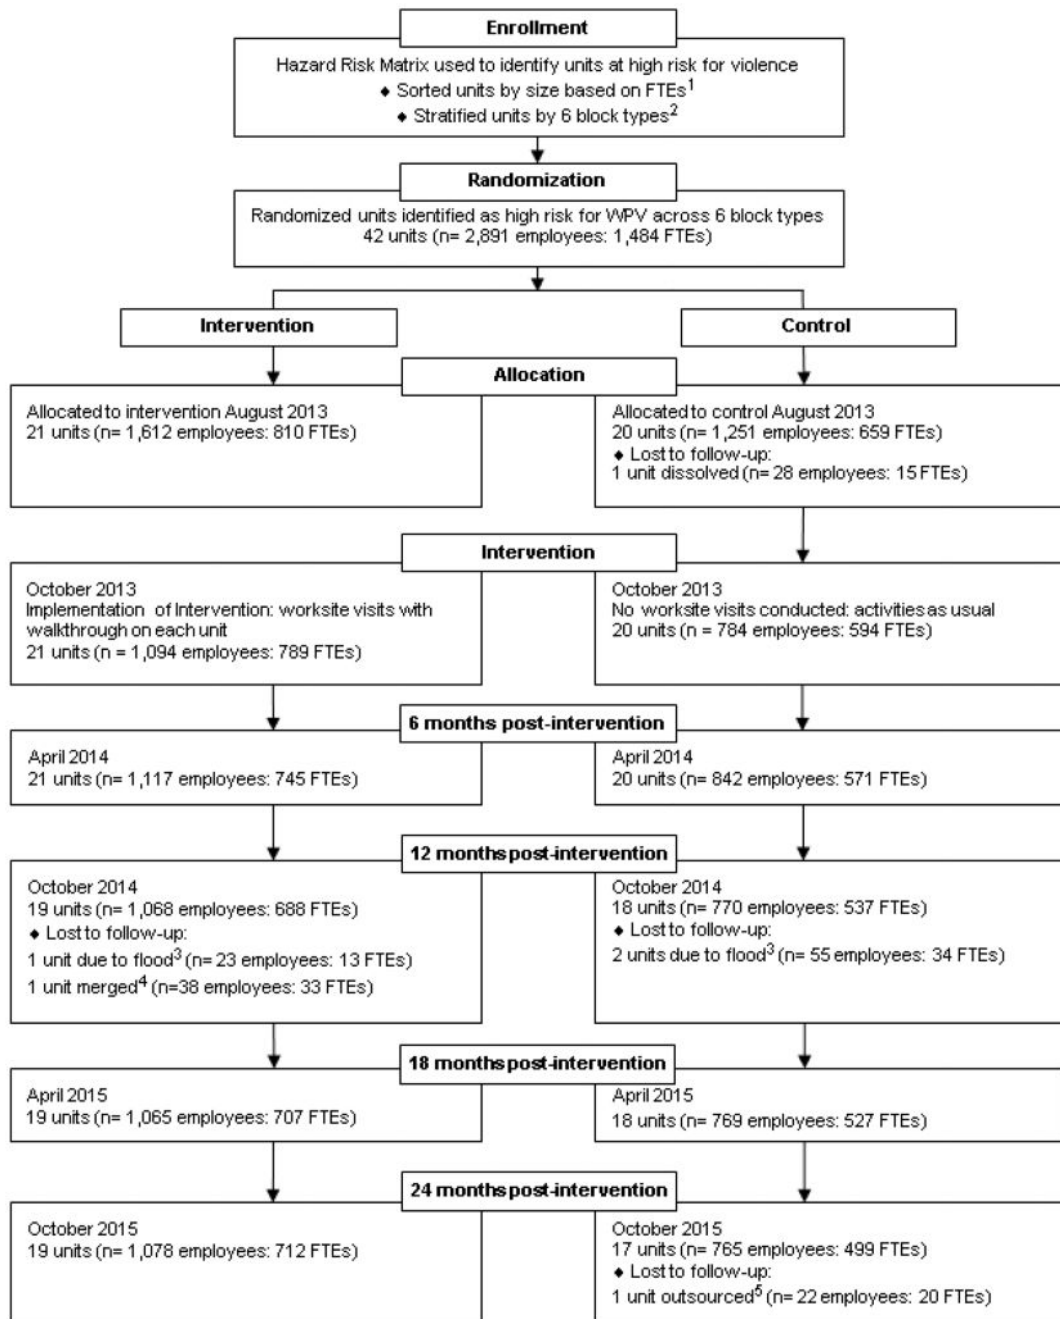 Enrollment
Hazard Risk Matrix used to identify units at high risk for violence
♦ Sorted units by size based on FTEs¹
♦ Stratified units by 6 block types²
Randomization
Randomized units identified as high risk for WPV across 6 block types
42 units (n= 2,891 employees: 1,484 FTEs)
Intervention
Control
Allocation
Allocated to intervention August 2013
21 units (n= 1,612 employees: 810 FTEs)
Allocated to control August 2013
20 units (n= 1,251 employees: 659 FTEs)
♦ Lost to follow-up:
1 unit dissolved (n= 28 employees: 15 FTEs)
Intervention
October 2013
Implementation of Intervention: worksite visits with
walkthrough on each unit
21 units (n = 1,094 employees: 789 FTEs)
October 2013
No worksite visits conducted: activities as usual
20 units (n = 784 employees: 594 FTEs)
6 months post-intervention
April 2014
21 units (n= 1,117 employees: 745 FTEs)
April 2014
20 units (n= 842 employees: 571 FTEs)
12 months post-intervention
October 2014
19 units (n= 1,068 employees: 688 FTEs)
♦ Lost to follow-up:
1 unit due to flood³ (n= 23 employees: 13 FTEs)
1 unit merged⁴ (n=38 employees: 33 FTEs)
October 2014
18 units (n= 770 employees: 537 FTEs)
♦ Lost to follow-up:
2 units due to flood³ (n= 55 employees: 34 FTEs)
18 months post-intervention
April 2015
19 units (n= 1,065 employees: 707 FTEs)
April 2015
18 units (n= 769 employees: 527 FTEs)
24 months post-intervention
October 2015
19 units (n= 1,078 employees: 712 FTEs)
October 2015
17 units (n= 765 employees: 499 FTEs)
♦ Lost to follow-up:
1 unit outsourced⁵ (n= 22 employees: 20 FTEs)